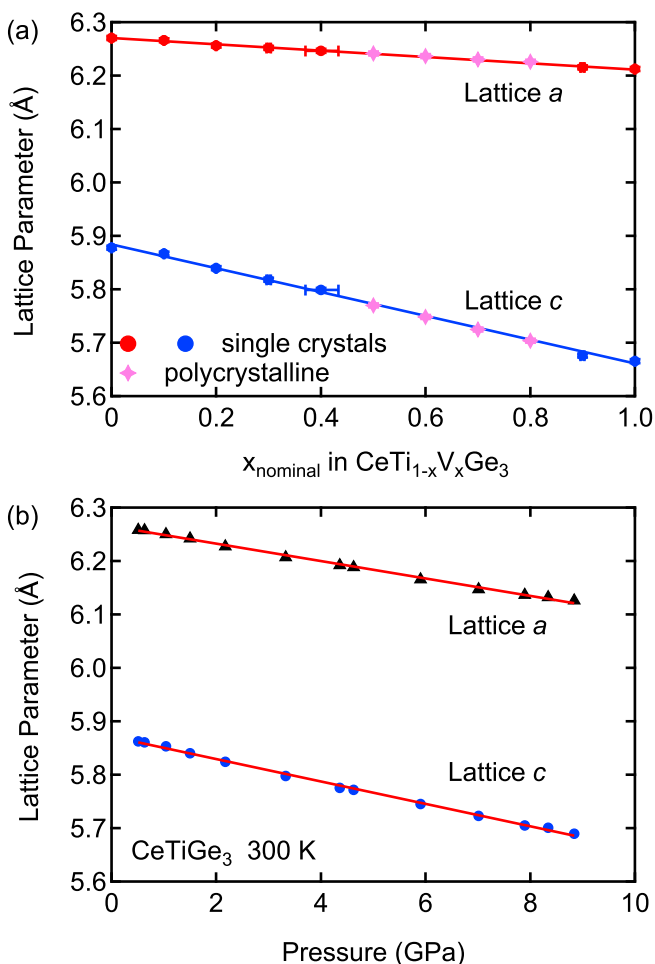 (a)
6.3
6.2
6.1
6.0
5.9
5.8
5.7
5.6
Lattice Parameter (Å)
Lattice a
Lattice c
single crystals
polycrystalline
0 0.2 0.4 0.6 0.8 1.0
xnominal in CeTi1-xVxGe3
(b)
6.3
6.2
6.1
6.0
5.9
5.8
5.7
5.6
Lattice Parameter (Å)
Lattice a
Lattice c
CeTiGe3 300 K
0 2 4 6 8 10
Pressure (GPa)